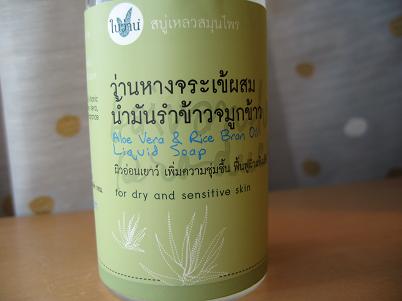 ใบว่าน
สบู่เหลวสมุนไพร
ว่านหางจระเข้ผสม
น้ำมันรำข้าวจมูกข้าว
Aloe Vera & Rice Bran Oil
Liquid Soap
ผิวอ่อนเยาว์ เพิ่มความชุ่มชื้น
for dry and sensitive skin